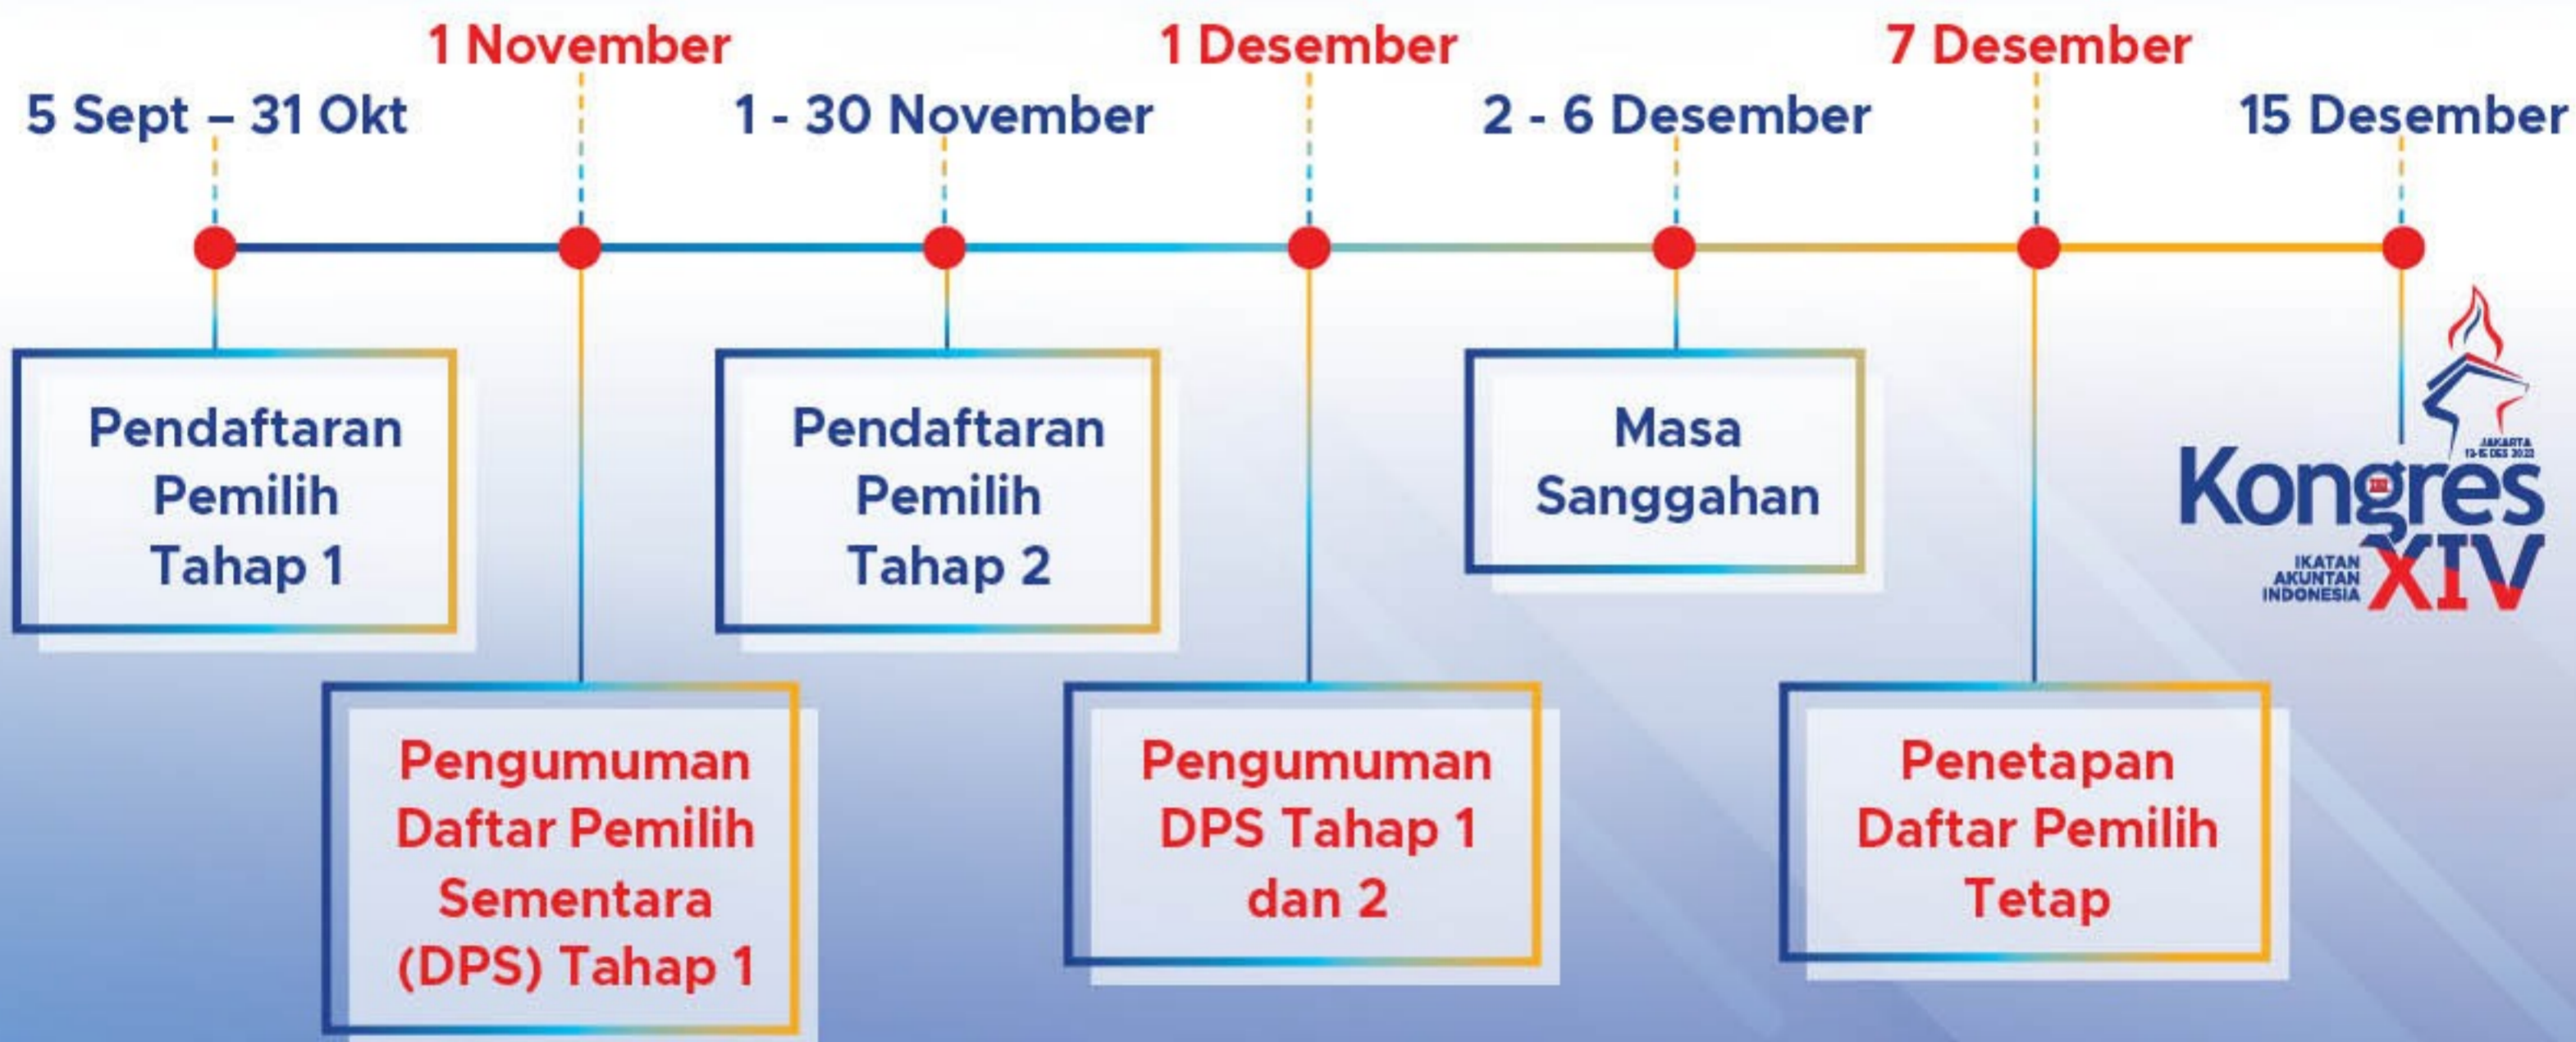 1 November
1 Desember
7 Desember
5 Sept – 31 Okt
1 - 30 November
2 - 6 Desember
15 Desember
Pendaftaran
Pemilih
Tahap 1
Pendaftaran
Pemilih
Tahap 2
Masa
Sanggahan
JAKARTA
Kongres
IKATAN
AKUNTAN
INDONESIA
XIV
Pengumuman
Daftar Pemilih
Sementara
(DPS) Tahap 1
Pengumuman
DPS Tahap 1
dan 2
Penetapan
Daftar Pemilih
Tetap